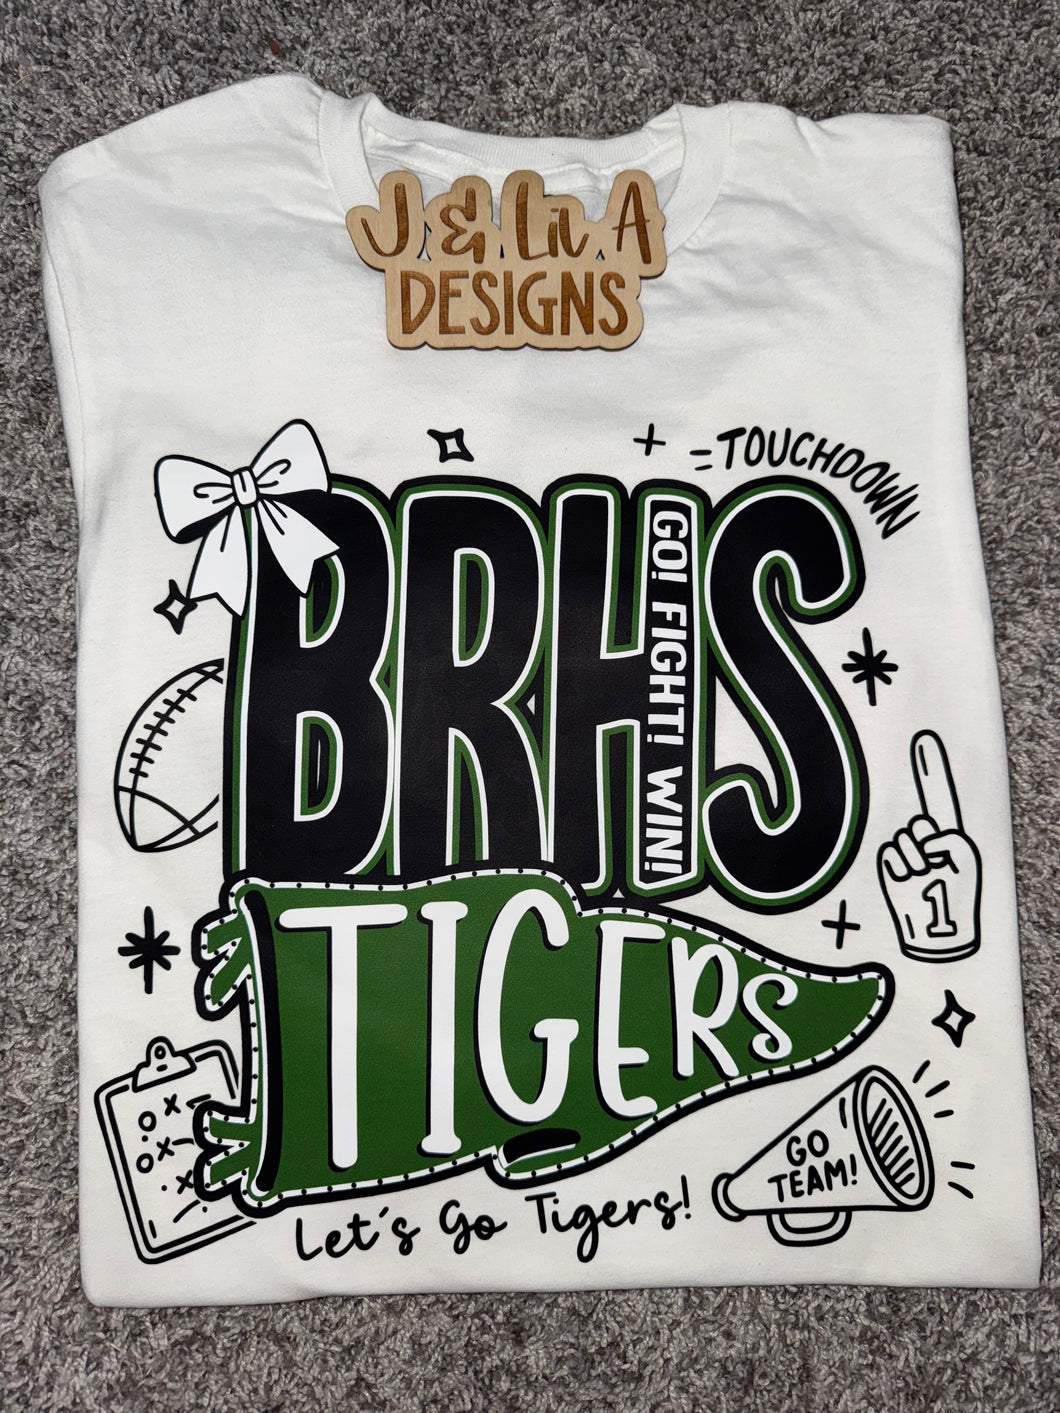 J & Lil A
DESIGNS
=TOUCHDOWN
BRHS
GO! FIGHT! WIN!
TIGERS
1
o x
o x
x
GO
TEAM!
Let's Go Tigers!